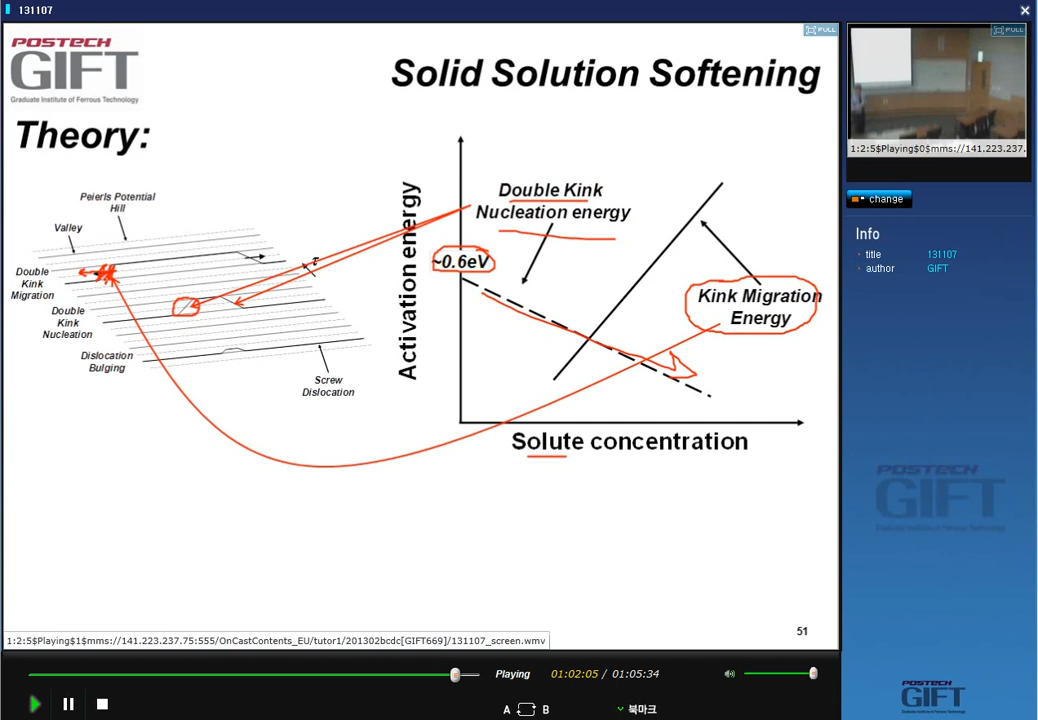 131107
POSTECH
GIFT
Graduate Institute of Ferrous Technology
FULL
Solid Solution Softening
Theory:
Peierls Potential
Hill
Valley
Double
Kink
Migration
Double
Kink
Nucleation
Dislocation
Bulging
Screw
Dislocation
τ
Activation energy
Double Kink
Nucleation energy
~0.6eV
Kink Migration
Energy
Solute concentration
51
1:2:5$Playing$1$mms://141.223.237.75:555/OnCastContents_EU/tutor1/201302bcdc[GIFT669]/131107_screen.wmv
Playing
01:02:05 / 01:05:34
A B
북마크
FULL
1:2:5$Playing$0$mms://141.223.237.
change
Info
title 131107
author GIFT
POSTECH
GIFT
POSTECH
GIFT